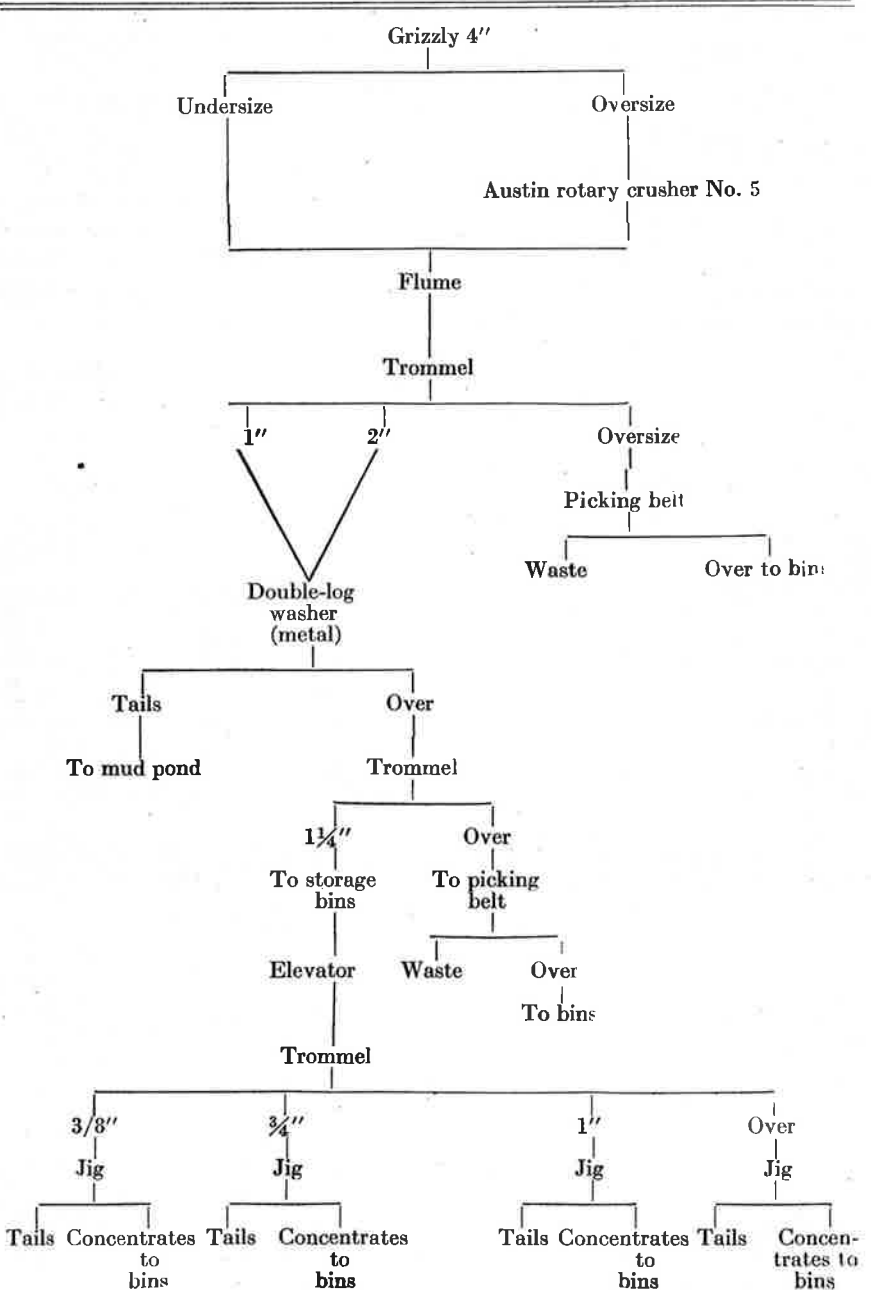 Grizzly 4″
Undersize
Oversize
Austin rotary crusher No. 5
Flume
Trommel
1″
2″
Oversize
Picking belt
Waste
Over to bins
Double-log
washer
(metal)
Tails
Over
To mud pond
Trommel
1¼″
Over
To storage
bins
To picking
belt
Elevator
Waste
Over
To bins
Trommel
3/8″
¾″
1″
Over
Jig
Jig
Jig
Jig
Tails
Concentrates
to
bins
Tails
Concentrates
to
bins
Tails
Concentrates
to
bins
Tails
Concen-
trates to
bins